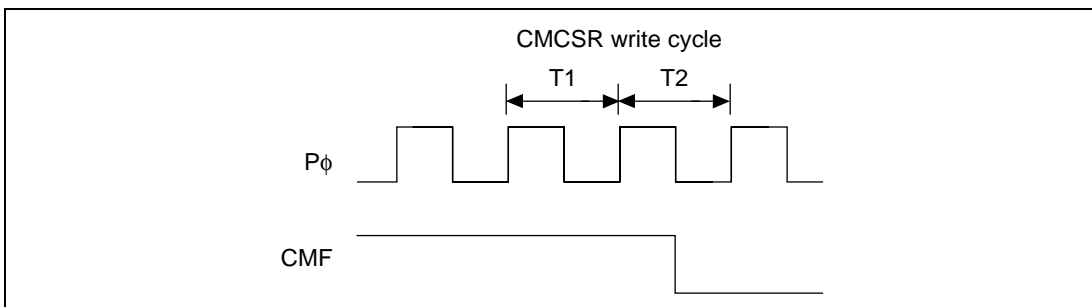 CMCSR write cycle
T1 T2
Pϕ
CMF